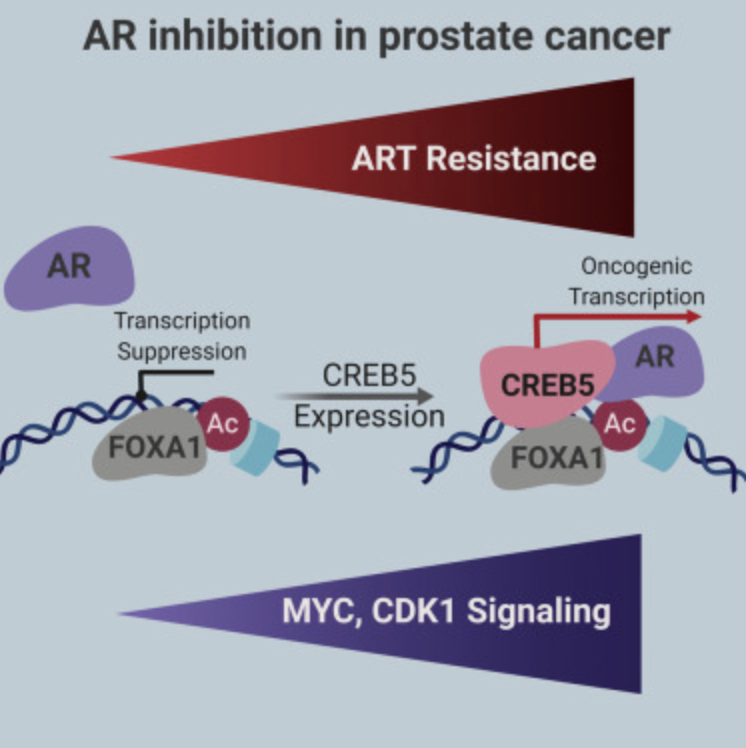 AR inhibition in prostate cancer
ART Resistance
AR
Transcription
Suppression
FOXA1
Ac
CREB5
Expression
Oncogenic
Transcription
CREB5
AR
Ac
FOXA1
MYC, CDK1 Signaling